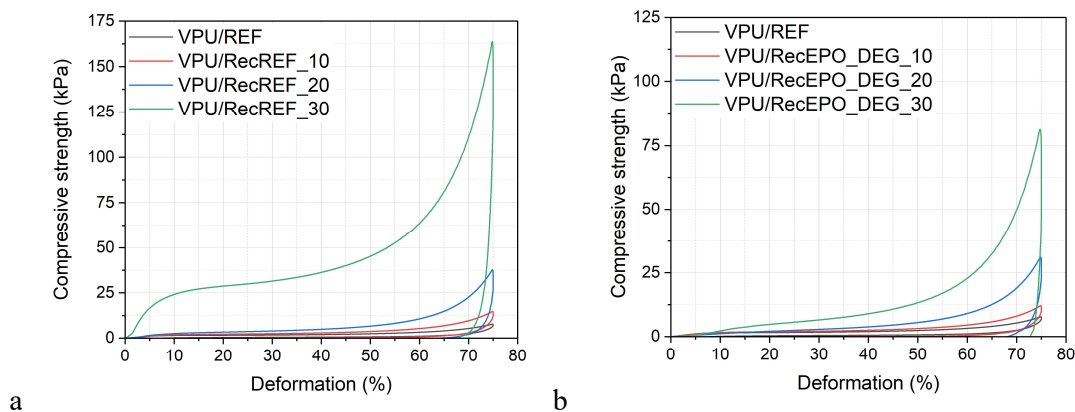 175
150
125
100
75
50
25
0
Compressive strength (kPa)
VPU/REF
VPU/RecREF_10
VPU/RecREF_20
VPU/RecREF_30
0 10 20 30 40 50 60 70 80
Deformation (%)
a
125
100
75
50
25
0
Compressive strength (kPa)
VPU/REF
VPU/RecEPO_DEG_10
VPU/RecEPO_DEG_20
VPU/RecEPO_DEG_30
0 10 20 30 40 50 60 70 80
Deformation (%)
b